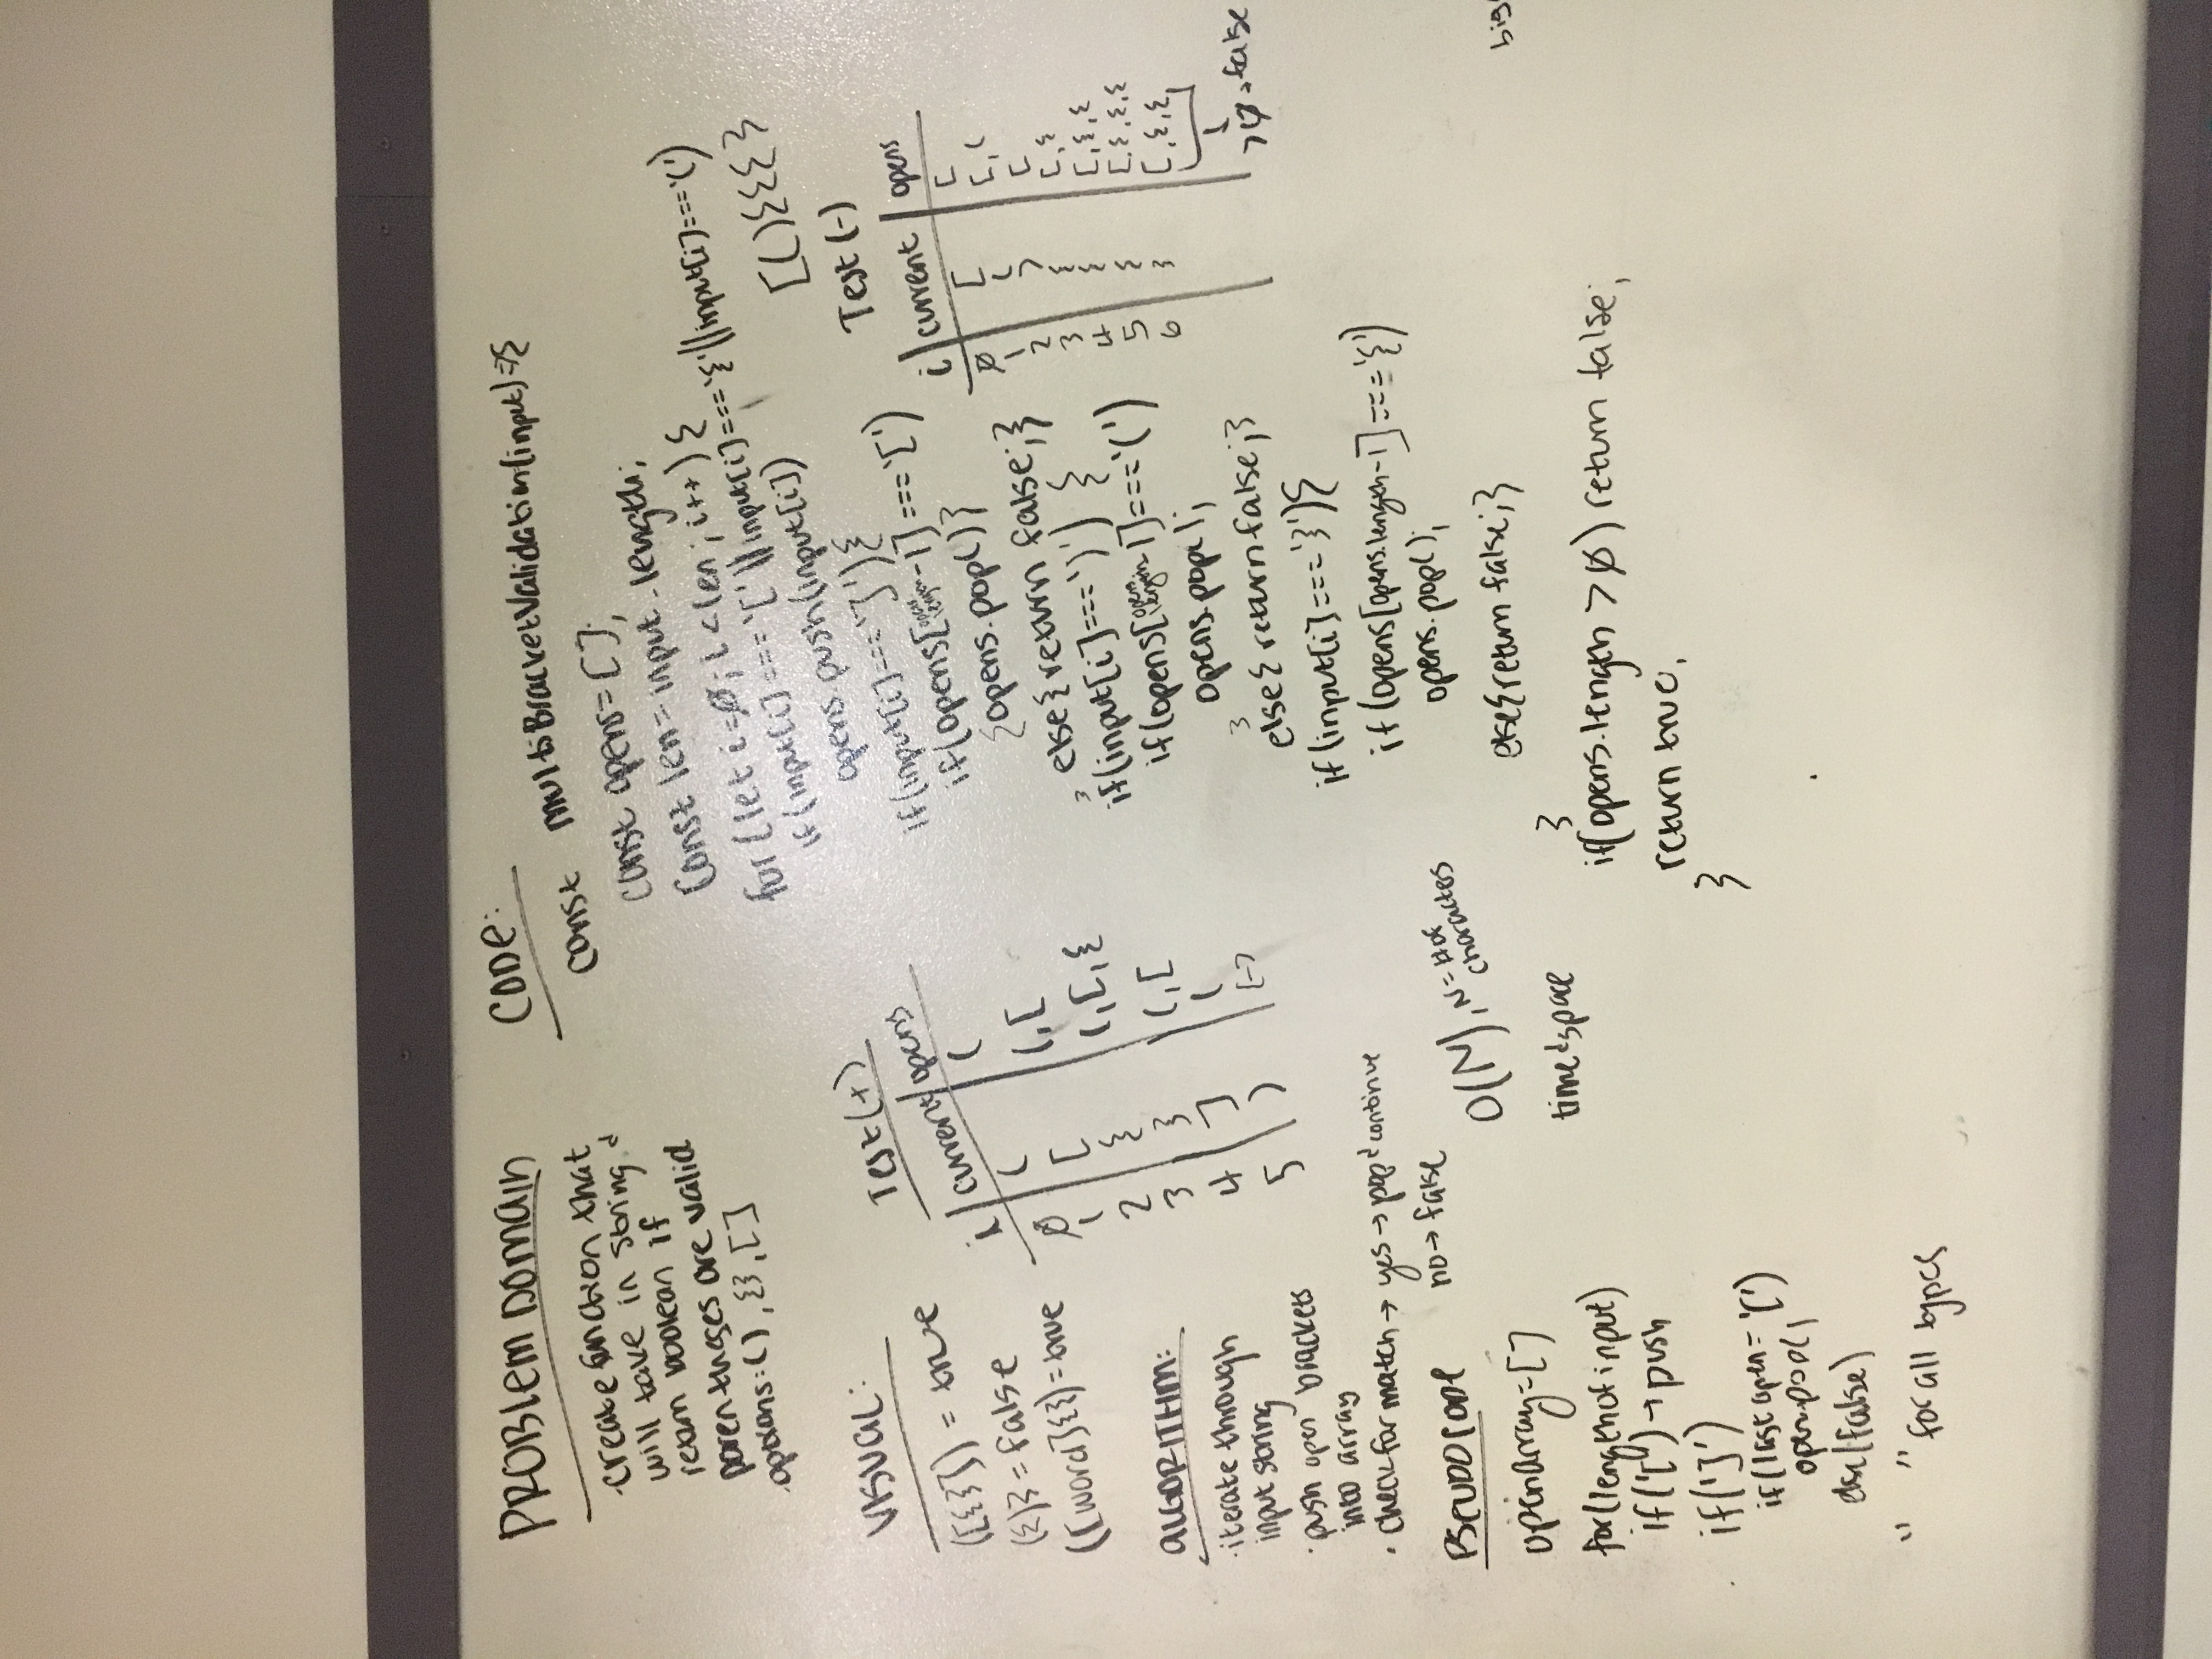 PROBLEM DOMAIN
·create function that
will take in string &
return boolean if
parentheses are valid
·options: (), {}, []
VISUAL:
([{}]) = true
({)} = false
([word]{}) = true
Test(+)
i current opens
0 ( (
1 [ (,[
2 { (,[,{
3 } (,[
4 ] (
5 ) [-]
ALGORITHM:
·iterate through
input string
·push open brackets
into array
·check for match → yes → pop & continue
no → false
PSEUDOCODE
openarray=[]
for(length of input)
if('[') → push
if(']')
if(last open = '[')
open.pop()
else(false)
" " for all types
O(N), N = # of
characters
time & space
CODE:
const multiBracketValidation(input)=>{
const opens=[];
const len=input.length;
for(let i=0; i<len; i++) {
if(input[i]==='['||input[i]==='{'||input[i]==='(')
opens.push(input[i])
if(input[i]===']'){
if(opens[opens.length-1]==='[')
{opens.pop()}
else{return false;}
}
if(input[i]===')') {
if(opens[opens.length-1]==='(')
opens.pop();
}
else{return false;}
if(input[i]==='}'){
if(opens[opens.length-1]==='{')
opens.pop();
else{return false;}
}
if(opens.length>0) return false;
return true;
}
[(){{{}
Test(-)
i current opens
0 [ [
1 ( [,(
2 ) [
3 { [,{
4 { [,{,{
5 { [,{,{,{
6 } [,{,{,
>0 → false
big